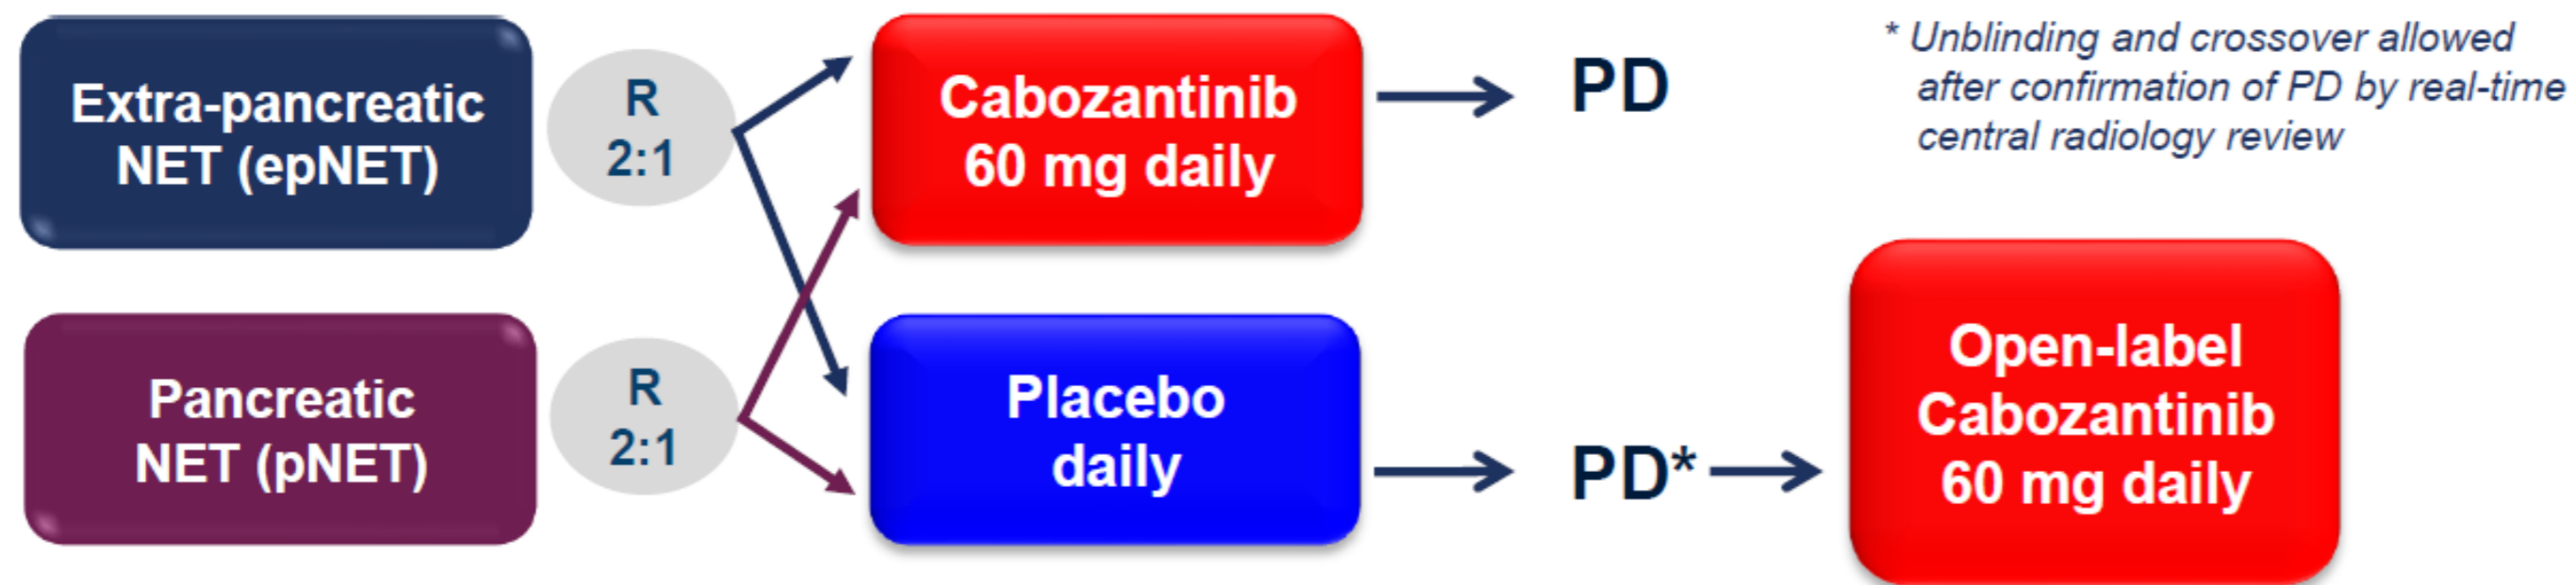 Extra-pancreatic
NET (epNET)
R
2:1
Cabozantinib
60 mg daily
PD
* Unblinding and crossover allowed
after confirmation of PD by real-time
central radiology review
Pancreatic
NET (pNET)
R
2:1
Placebo
daily
PD*
Open-label
Cabozantinib
60 mg daily